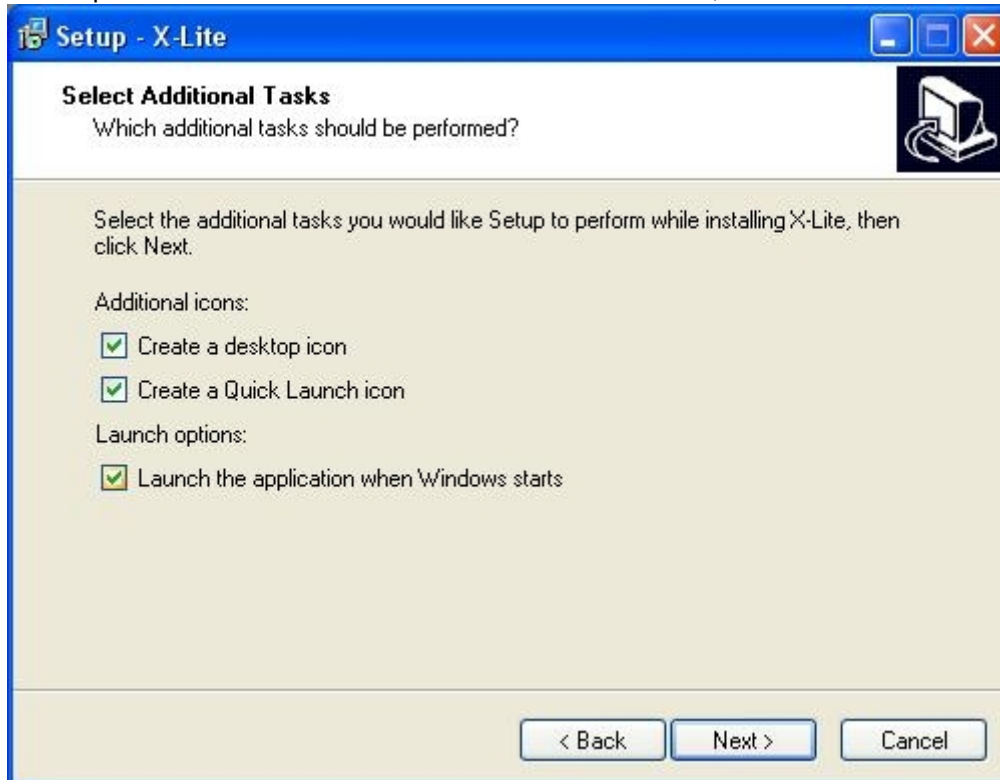 Setup - X-Lite
Select Additional Tasks
Which additional tasks should be performed?
Select the additional tasks you would like Setup to perform while installing X-Lite, then
click Next.
Additional icons:
Create a desktop icon
Create a Quick Launch icon
Launch options:
Launch the application when Windows starts
< Back
Next >
Cancel